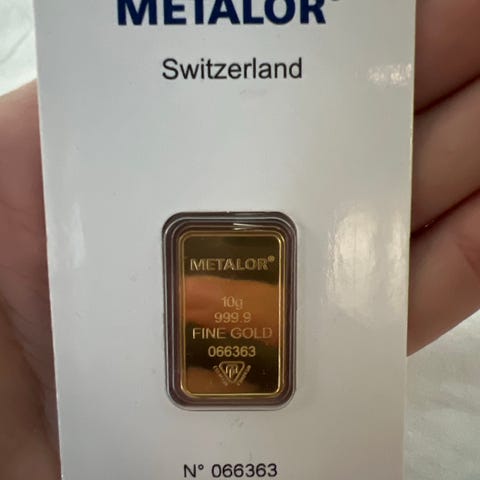 METALOR®
Switzerland
METALOR®
10g
999.9
FINE GOLD
066363
N° 066363